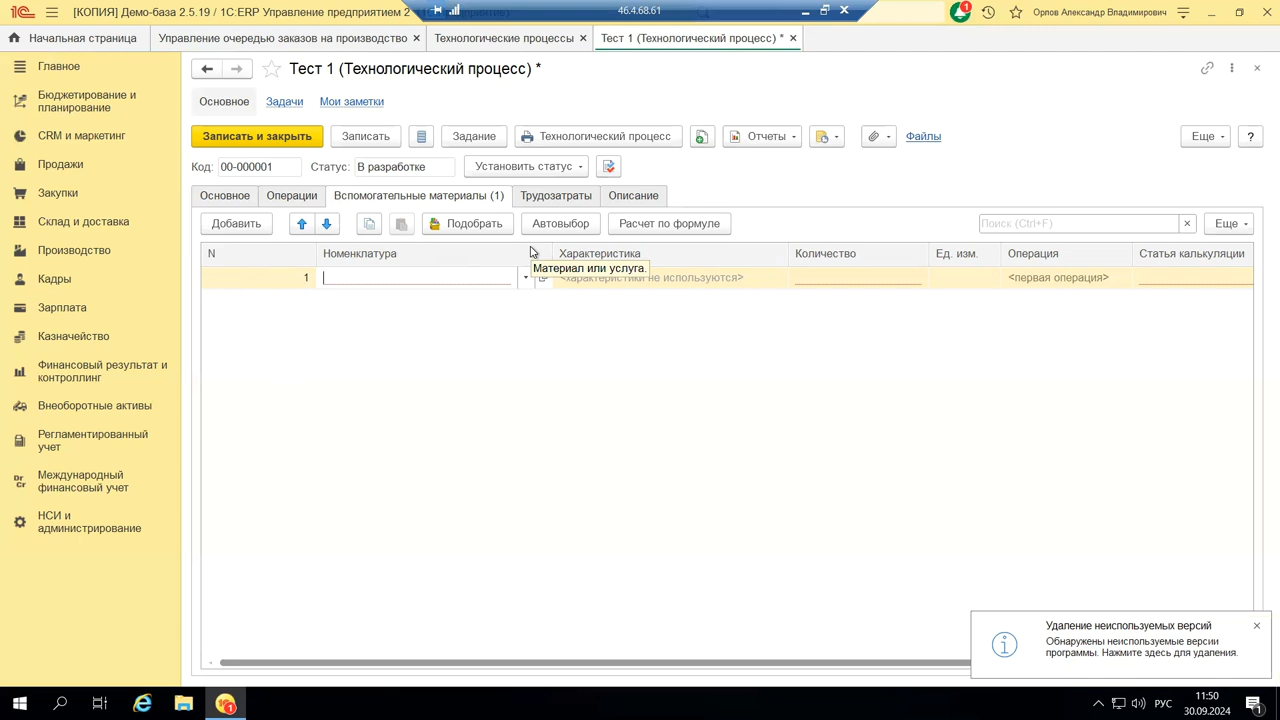 [КОПИЯ] Демо-база 2.5.19 / 1С:ERP Управление предприятием 2
46.4.68.61
1
Орлов Александр Владимирович
Начальная страница
Управление очередью заказов на производство
Технологические процессы
Тест 1 (Технологический процесс) *
Главное
Бюджетирование и планирование
CRM и маркетинг
Продажи
Закупки
Склад и доставка
Производство
Кадры
Зарплата
Казначейство
Финансовый результат и контроллинг
Внеоборотные активы
Регламентированный учет
Международный финансовый учет
НСИ и администрирование
Тест 1 (Технологический процесс) *
Основное Задачи Мои заметки
Записать и закрыть Записать Задание Технологический процесс Отчеты Файлы Еще ?
Код: 00-000001 Статус: В разработке Установить статус
Основное Операции Вспомогательные материалы (1) Трудозатраты Описание
Добавить Подобрать Автовыбор Расчет по формуле Поиск (Ctrl+F) Еще
N Номенклатура Характеристика Количество Ед. изм. Операция Статья калькуляции
Материал или услуга.
1 <характеристики не используются> <первая операция>
Удаление неиспользуемых версий
Обнаружены неиспользуемые версии
программы. Нажмите здесь для удаления.
РУС
11:50
30.09.2024